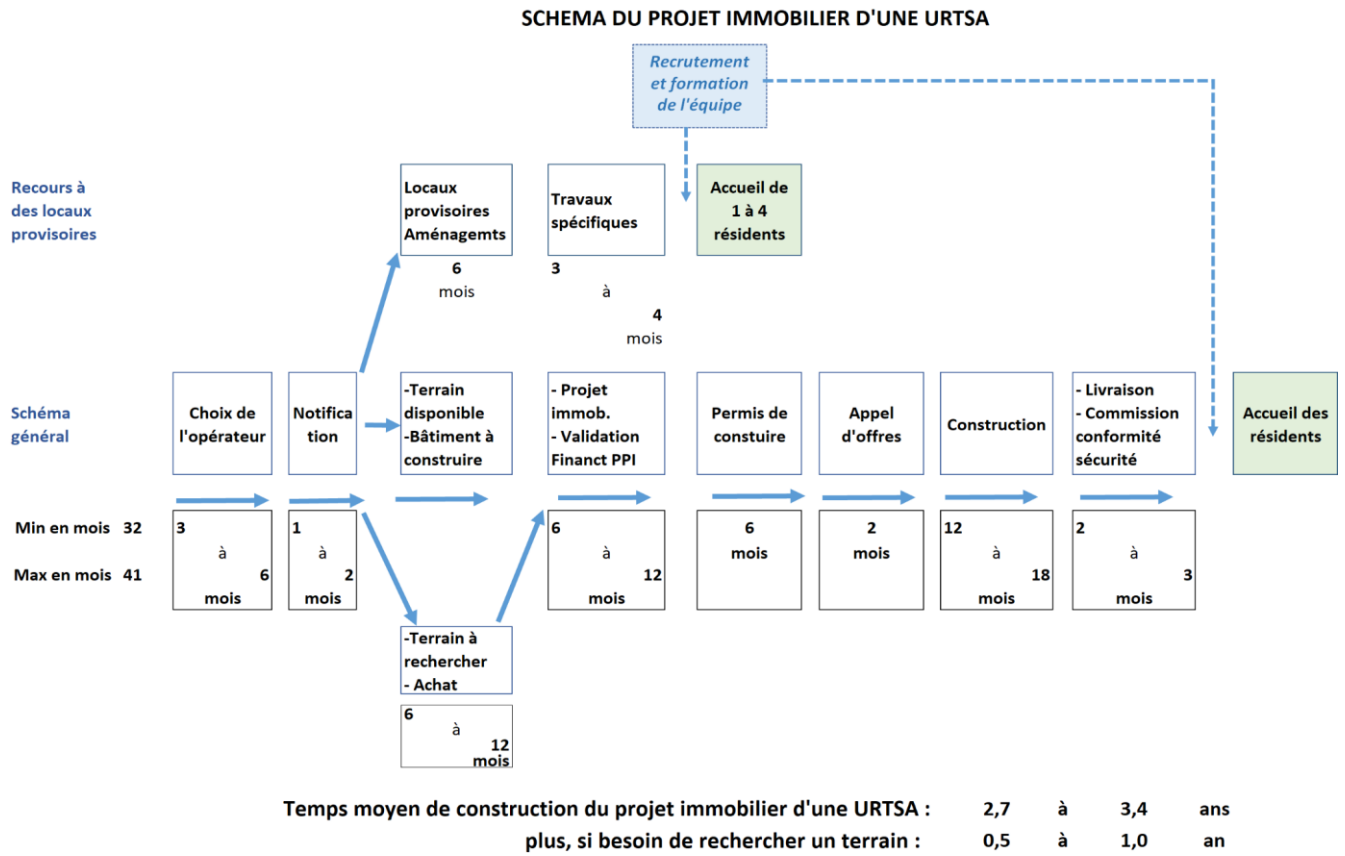 SCHEMA DU PROJET IMMOBILIER D'UNE URTSA
Recrutement
et formation
de l'équipe
Recours à
des locaux
provisoires
Locaux
provisoires
Aménagemts
6
mois
Travaux
spécifiques
3
à
4
mois
Accueil de
1 à 4
résidents
Schéma
général
Choix de
l'opérateur
Notifica
tion
-Terrain
disponible
-Bâtiment à
construire
- Projet
immob.
- Validation
Financt PPI
Permis de
constuire
Appel
d'offres
Construction
- Livraison
- Commission
conformité
sécurité
Accueil des
résidents
Min en mois 32
Max en mois 41
3
à
6
mois
1
à
2
mois
6
à
12
mois
6
mois
2
mois
12
à
18
mois
2
à
3
mois
-Terrain à
rechercher
- Achat
6
à
12
mois
Temps moyen de construction du projet immobilier d'une URTSA : 2,7 à 3,4 ans
plus, si besoin de rechercher un terrain : 0,5 à 1,0 an